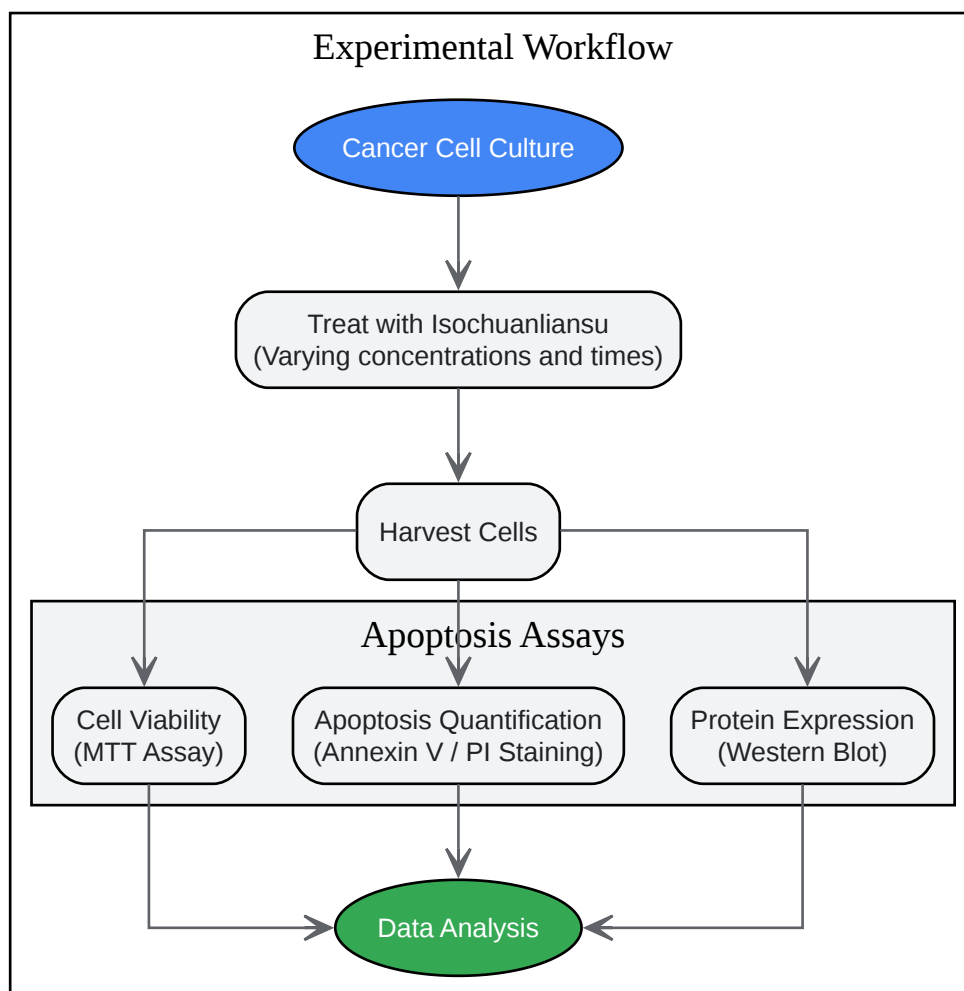 Experimental Workflow
Cancer Cell Culture
Treat with Isochuanliansu
(Varying concentrations and times)
Harvest Cells
Apoptosis Assays
Cell Viability
(MTT Assay)
Apoptosis Quantification
(Annexin V / PI Staining)
Protein Expression
(Western Blot)
Data Analysis